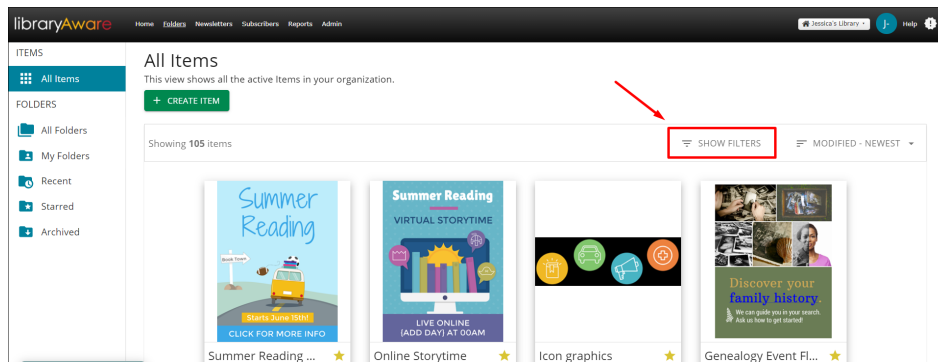 libraryAware
Home Folders Newsletters Subscribers Reports Admin
Jessica's Library
J-
Help
ITEMS
All Items
FOLDERS
All Folders
My Folders
Recent
Starred
Archived
All Items
This view shows all the active Items in your organization.
+ CREATE ITEM
Showing 105 items
SHOW FILTERS
MODIFIED - NEWEST
Summer
Reading
Book Town
Starts June 15th!
CLICK FOR MORE INFO
Summer Reading ...
Summer Reading
VIRTUAL STORYTIME
LIVE ONLINE
(ADD DAY) AT 00AM
Online Storytime
Icon graphics
Discover your
family history.
We can guide you in your search.
Ask us how to get started!
Genealogy Event Fl...